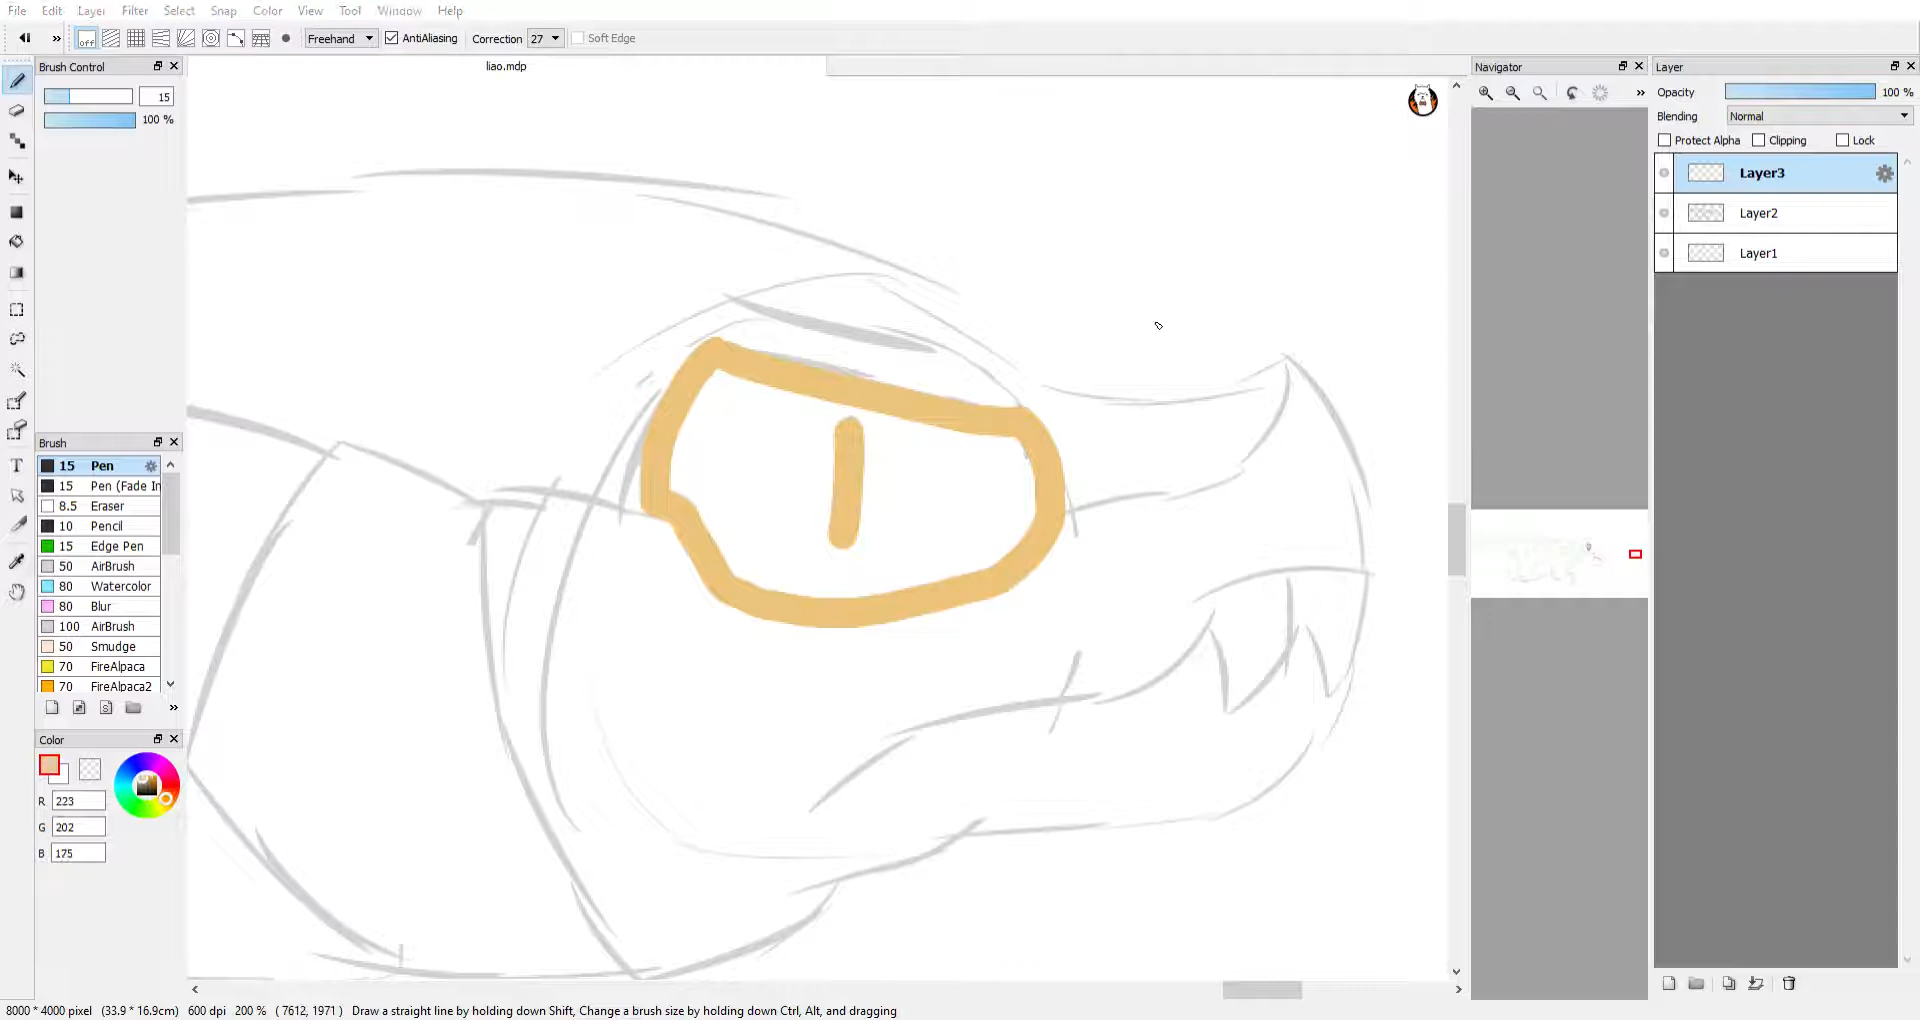 File Edit Layer Filter Select Snap Color View Tool Window Help
off Freehand AntiAliasing Correction 27 Soft Edge
Brush Control
liao.mdp
Navigator
Layer
15
100 %
Opacity 100 %
Blending Normal
Protect Alpha Clipping Lock
Layer3
Layer2
Layer1
Brush
15 Pen
15 Pen (Fade In
8.5 Eraser
10 Pencil
15 Edge Pen
50 AirBrush
80 Watercolor
80 Blur
100 AirBrush
50 Smudge
70 FireAlpaca
70 FireAlpaca2
Color
R 223
G 202
B 175
8000 * 4000 pixel (33.9 * 16.9cm) 600 dpi 200 % ( 7612, 1971 ) Draw a straight line by holding down Shift, Change a brush size by holding down Ctrl, Alt, and dragging